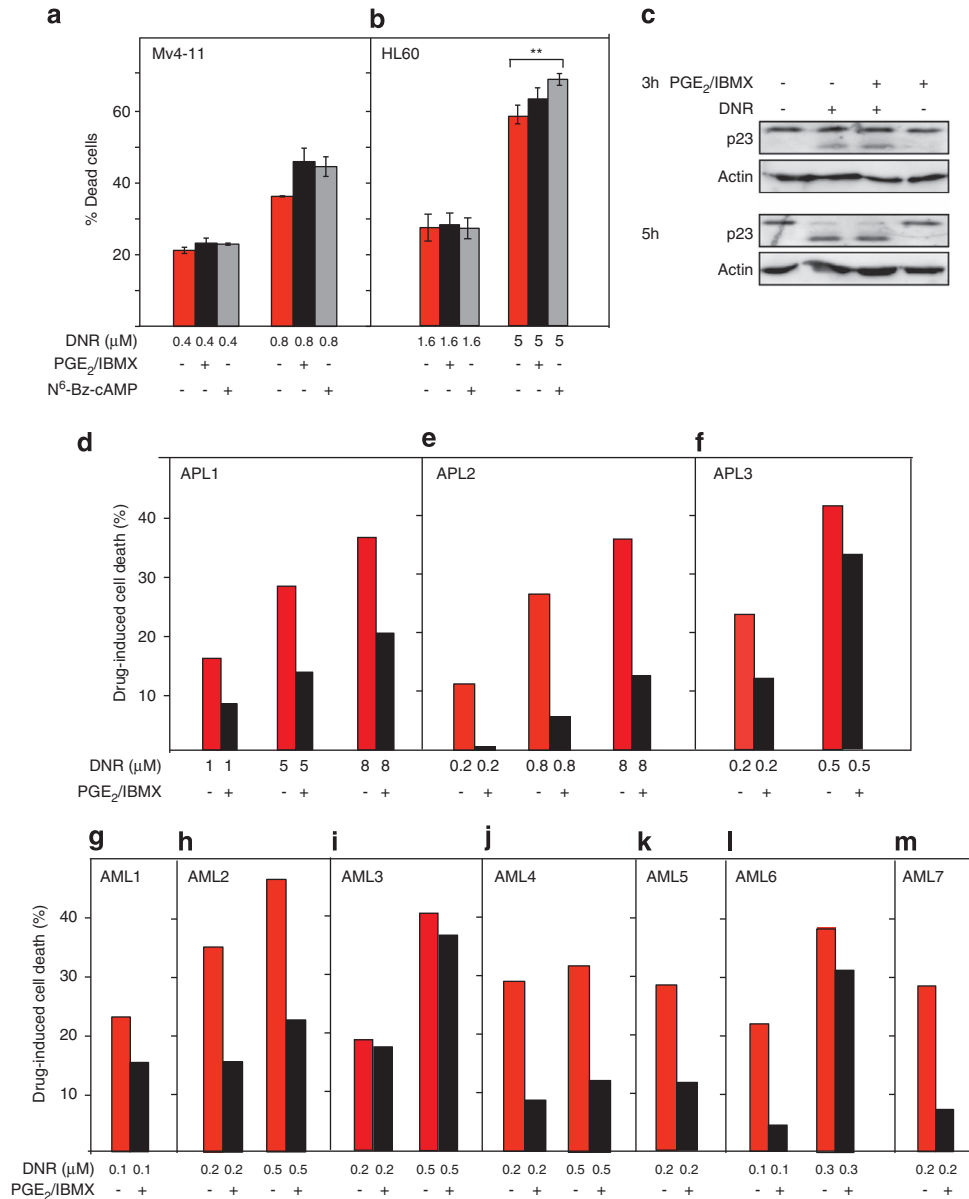 a
b
c
Mv4-11
HL60
**
% Dead cells
60
40
20
DNR (μM)
0.4 0.4 0.4 0.8 0.8 0.8 1.6 1.6 1.6 5 5 5
PGE2/IBMX
- + - - + - - + - - + -
N6-Bz-cAMP
- - + - - + - - + - - +
3h PGE2/IBMX - - + +
DNR - + + -
p23
Actin
5h p23
Actin
d
e
f
APL1
APL2
APL3
Drug-induced cell death (%)
40
30
20
10
DNR (μM)
1 1 5 5 8 8 0.2 0.2 0.8 0.8 8 8 0.2 0.2 0.5 0.5
PGE2/IBMX
- + - + - + - + - + - + - + - +
g
h
i
j
k
l
m
AML1
AML2
AML3
AML4
AML5
AML6
AML7
Drug-induced cell death (%)
40
30
20
10
DNR (μM)
0.1 0.1 0.2 0.2 0.5 0.5 0.2 0.2 0.5 0.5 0.2 0.2 0.5 0.5 0.2 0.2 0.1 0.1 0.3 0.3 0.2 0.2
PGE2/IBMX
- + - + - + - + - + - + - + - + - + - + - +